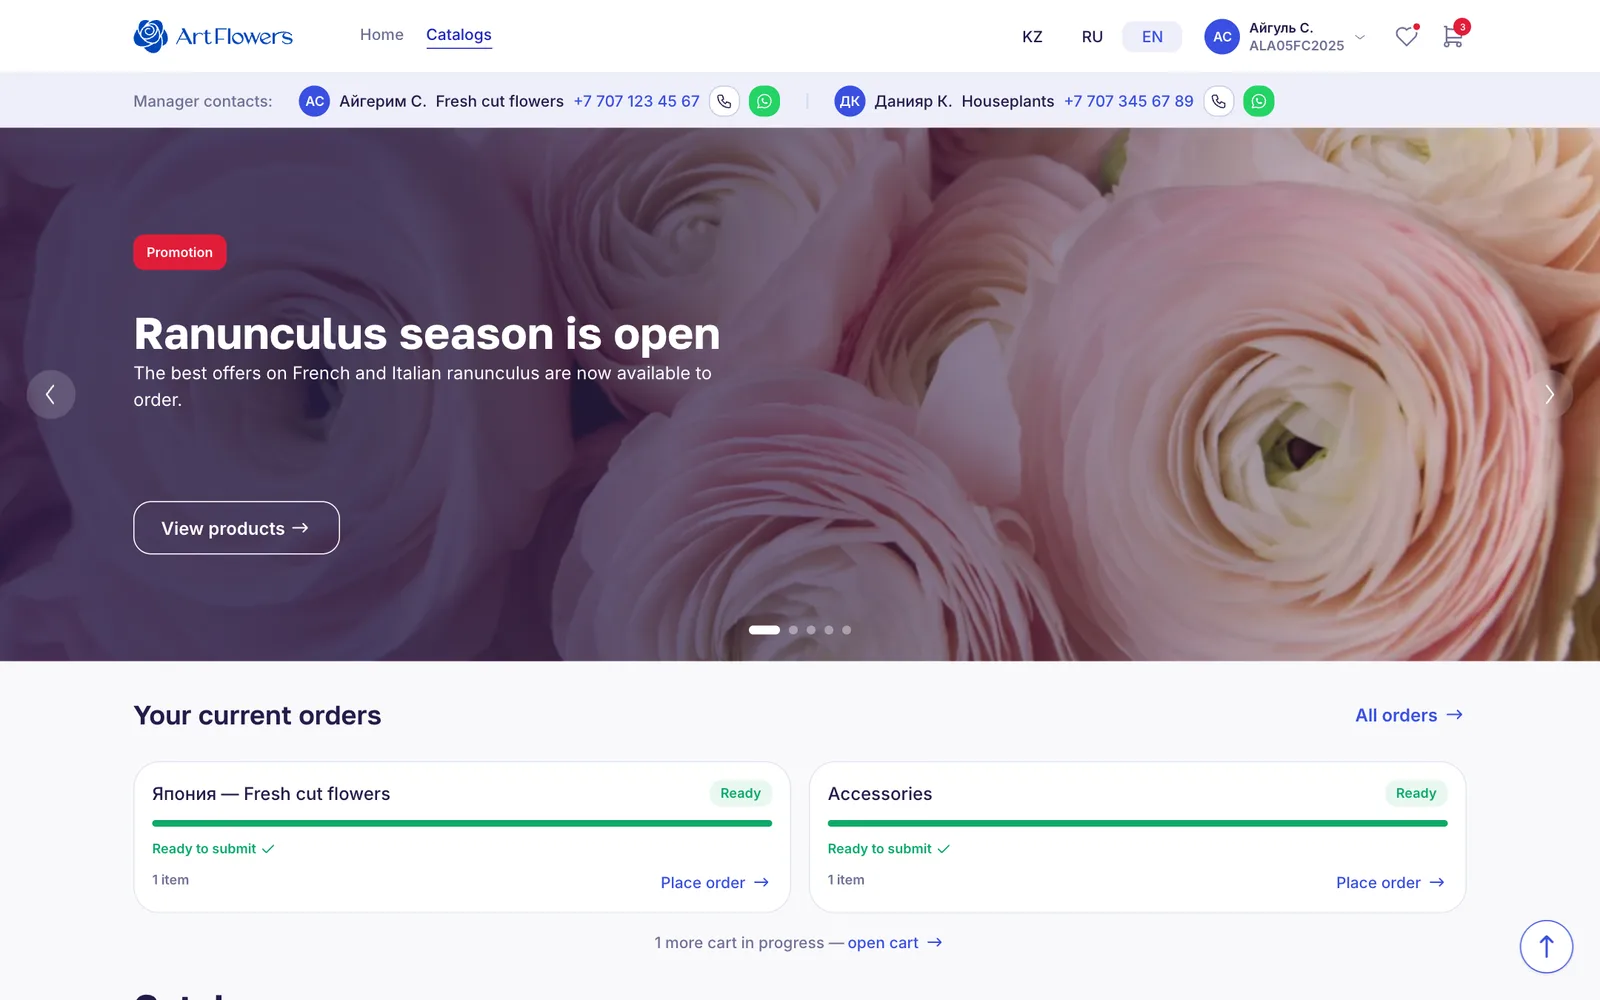 ArtFlowers
Home
Catalogs
KZ
RU
EN
АС
Айгуль С.
ALA05FC2025
3
Manager contacts:
АС
Айгерим С.
Fresh cut flowers
+7 707 123 45 67
ДК
Данияр К.
Houseplants
+7 707 345 67 89
Promotion
Ranunculus season is open
The best offers on French and Italian ranunculus are now available to
order.
View products →
Your current orders
All orders →
Япония — Fresh cut flowers
Ready
Ready to submit ✓
1 item
Place order →
Accessories
Ready
Ready to submit ✓
1 item
Place order →
1 more cart in progress — open cart →